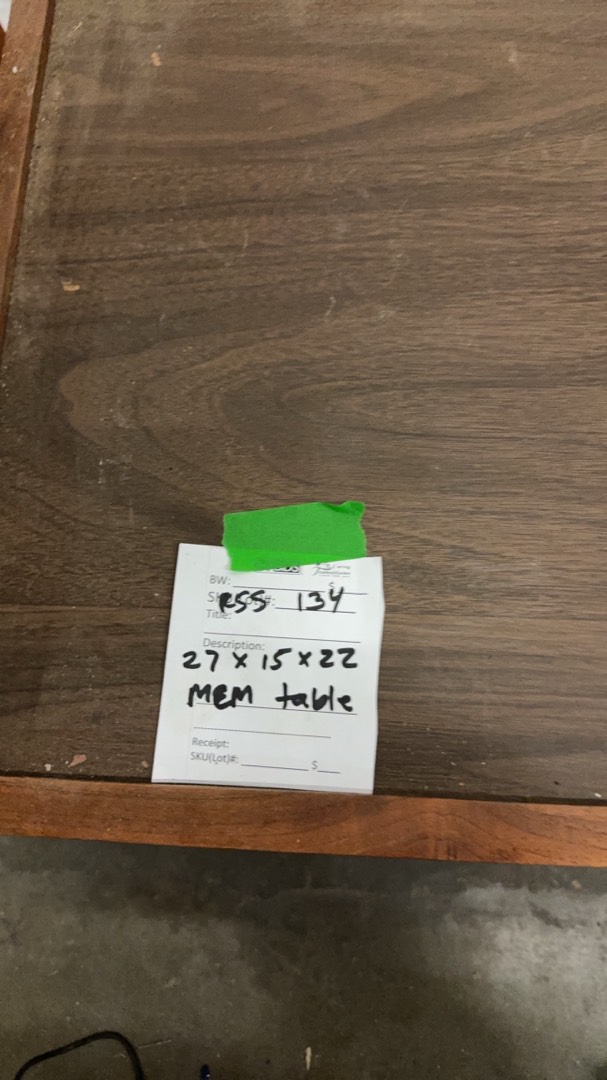 BW: $
RSS 134
Title:
Description:
27 x 15 x 22
MCM table
Receipt:
SKU(Lot)#: $